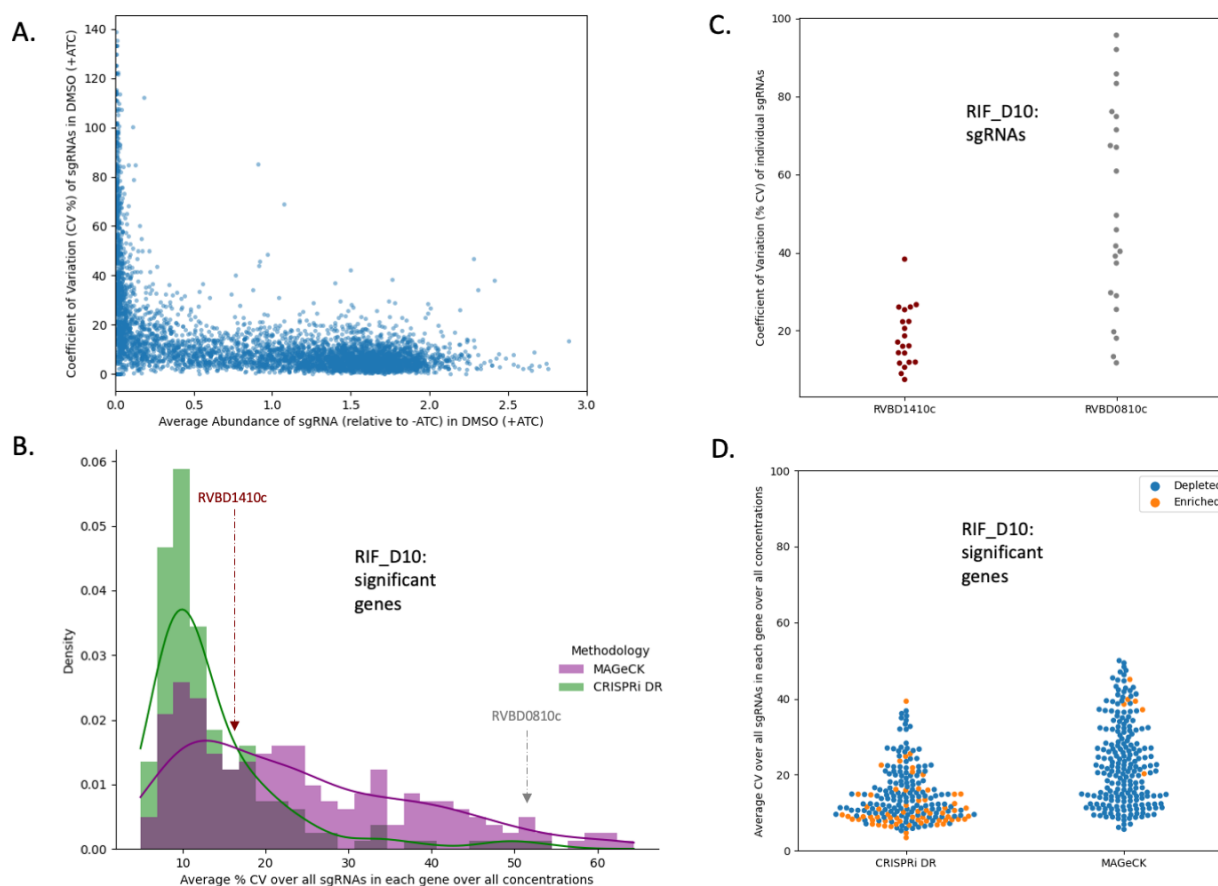 A.
Coefficient of Variation (CV %) of sgRNAs in DMSO (+ATC)
140
120
100
80
60
40
20
0
0.0
0.5
1.0
1.5
2.0
2.5
3.0
Average Abundance of sgRNA (relative to -ATC) in DMSO (+ATC)
B.
Density
0.06
0.05
0.04
0.03
0.02
0.01
0.00
RVBD1410c
RIF_D10:
significant
genes
Methodology
MAGeCK
CRISPRi DR
RVBD0810c
10
20
30
40
50
60
Average % CV over all sgRNAs in each gene over all concentrations
C.
Coefficient of Variation (% CV) of individual sgRNAs
100
80
60
40
20
RIF_D10:
sgRNAs
RVBD1410c
RVBD0810c
D.
Average CV over all sgRNAs in each gene over all concentrations
100
80
60
40
20
0
RIF_D10:
significant
genes
Depleted
Enriched
CRISPRi DR
MAGeCK